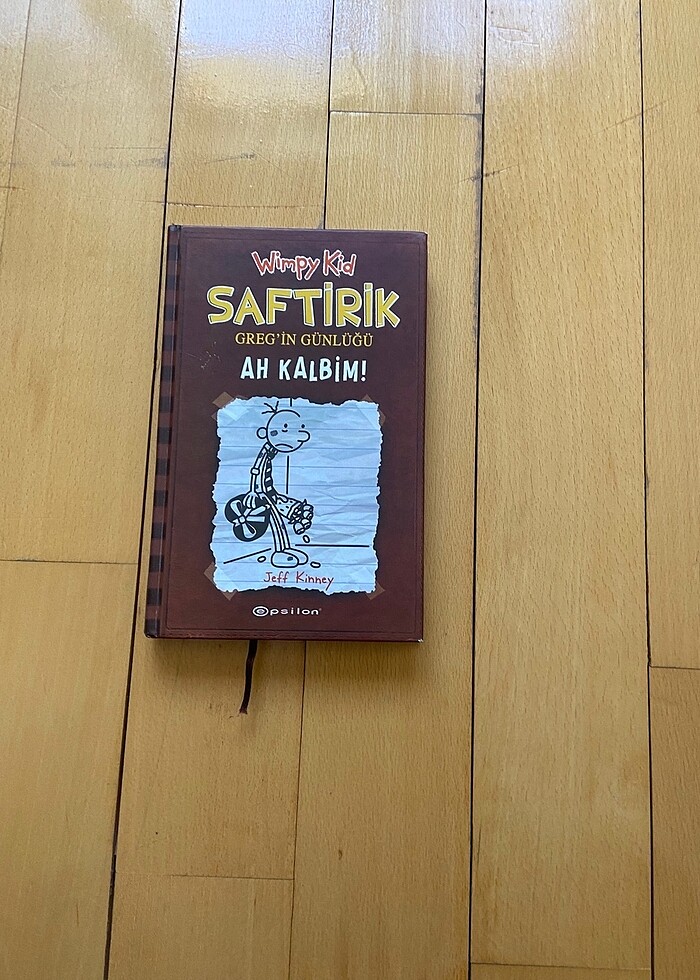 Wimpy Kid
SAFTİRİK
GREG'İN GÜNLÜĞÜ
AH KALBİM!
Jeff Kinney
epsilon